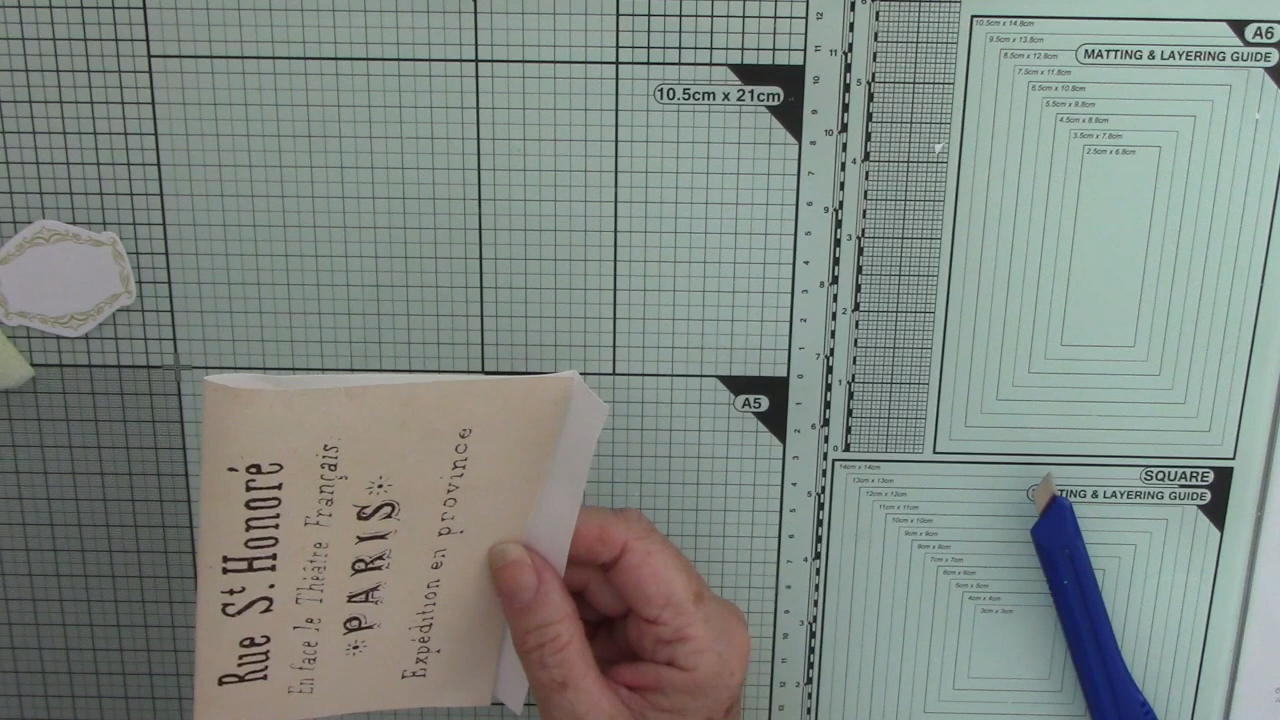 Rue St. Honoré
En face le Théâtre Français.
PARIS
Expédition en province
10.5cm x 21cm
A5
A6
MATTING & LAYERING GUIDE
10.5cm x 14.8cm
9.5cm x 13.8cm
8.5cm x 12.8cm
7.5cm x 11.8cm
6.5cm x 10.8cm
5.5cm x 9.8cm
4.5cm x 8.8cm
3.5cm x 7.8cm
2.5cm x 6.8cm
SQUARE
& LAYERING GUIDE
14cm x 14cm
13cm x 13cm
12cm x 12cm
11cm x 11cm
10cm x 10cm
9cm x 9cm
8cm x 8cm
7cm x 7cm
6cm x 6cm
5cm x 5cm
4cm x 4cm
3cm x 3cm